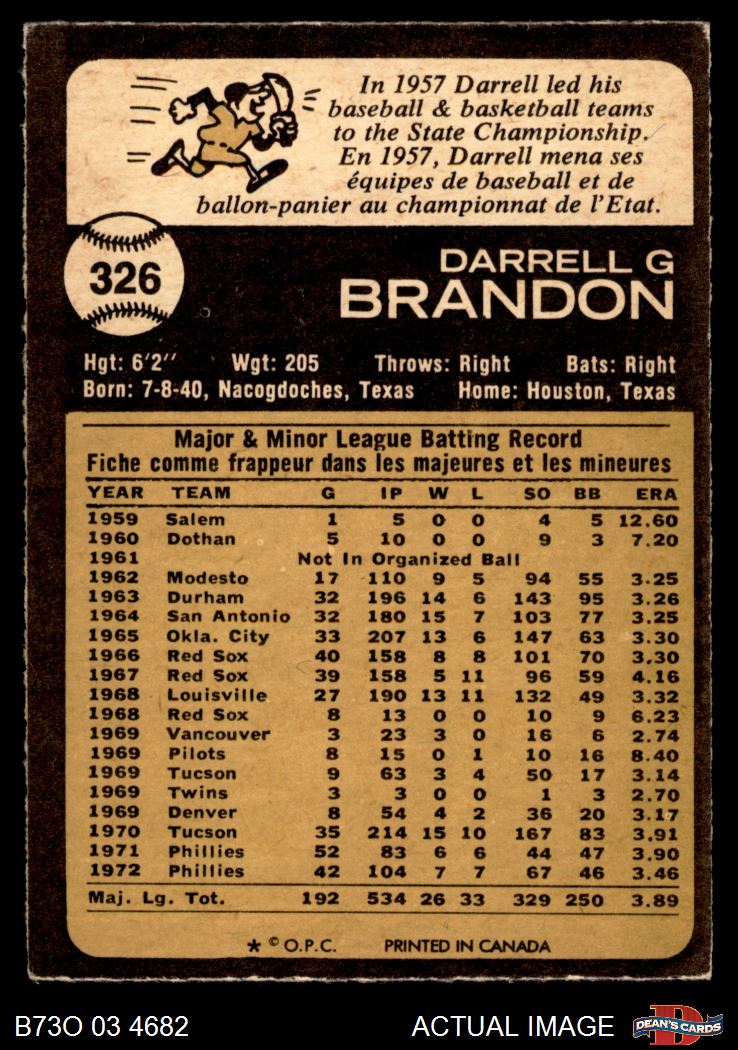 In 1957 Darrell led his
baseball & basketball teams
to the State Championship.
En 1957, Darrell mena ses
équipes de baseball et de
ballon-panier au championnat de l'Etat.
326
DARRELL G
BRANDON
Hgt: 6'2" Wgt: 205 Throws: Right Bats: Right
Born: 7-8-40, Nacogdoches, Texas Home: Houston, Texas
Major & Minor League Batting Record
Fiche comme frappeur dans les majeures et les mineures
YEAR TEAM G IP W L SO BB ERA
1959 Salem 1 5 0 0 4 5 12.60
1960 Dothan 5 10 0 0 9 3 7.20
1961 Not In Organized Ball
1962 Modesto 17 110 9 5 94 55 3.25
1963 Durham 32 196 14 6 143 95 3.26
1964 San Antonio 32 180 15 7 103 77 3.25
1965 Okla. City 33 207 13 6 147 63 3.30
1966 Red Sox 40 158 8 8 101 70 3.30
1967 Red Sox 39 158 5 11 96 59 4.16
1968 Louisville 27 190 13 11 132 49 3.32
1968 Red Sox 8 13 0 0 10 9 6.23
1969 Vancouver 3 23 3 0 16 6 2.74
1969 Pilots 8 15 0 1 10 16 8.40
1969 Tucson 9 63 3 4 50 17 3.14
1969 Twins 3 3 0 0 1 3 2.70
1969 Denver 8 54 4 2 36 20 3.17
1970 Tucson 35 214 15 10 167 83 3.91
1971 Phillies 52 83 6 6 44 47 3.90
1972 Phillies 42 104 7 7 67 46 3.46
Maj. Lg. Tot. 192 534 26 33 329 250 3.89
* © O.P.C. PRINTED IN CANADA
B73O 03 4682 ACTUAL IMAGE DEAN'S CARDS